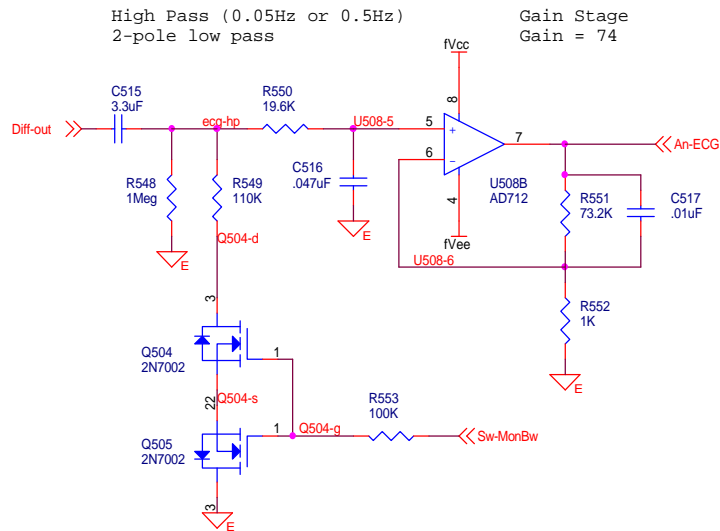 High Pass (0.05Hz or 0.5Hz)
2-pole low pass
Gain Stage
Gain = 74
fVcc
C515
3.3uF
R550
19.6K
8
Diff-out
ecg-hp
U508-5
5
+
7
An-ECG
6
-
C516
.047uF
U508B
AD712
R548
1Meg
R549
110K
4
R551
73.2K
C517
.01uF
E
Q504-d
E
fVee
U508-6
3
R552
1K
Q504
2N7002
1
E
R553
100K
Q504-s
22
Q505
2N7002
1
Q504-g
Sw-MonBw
3
E